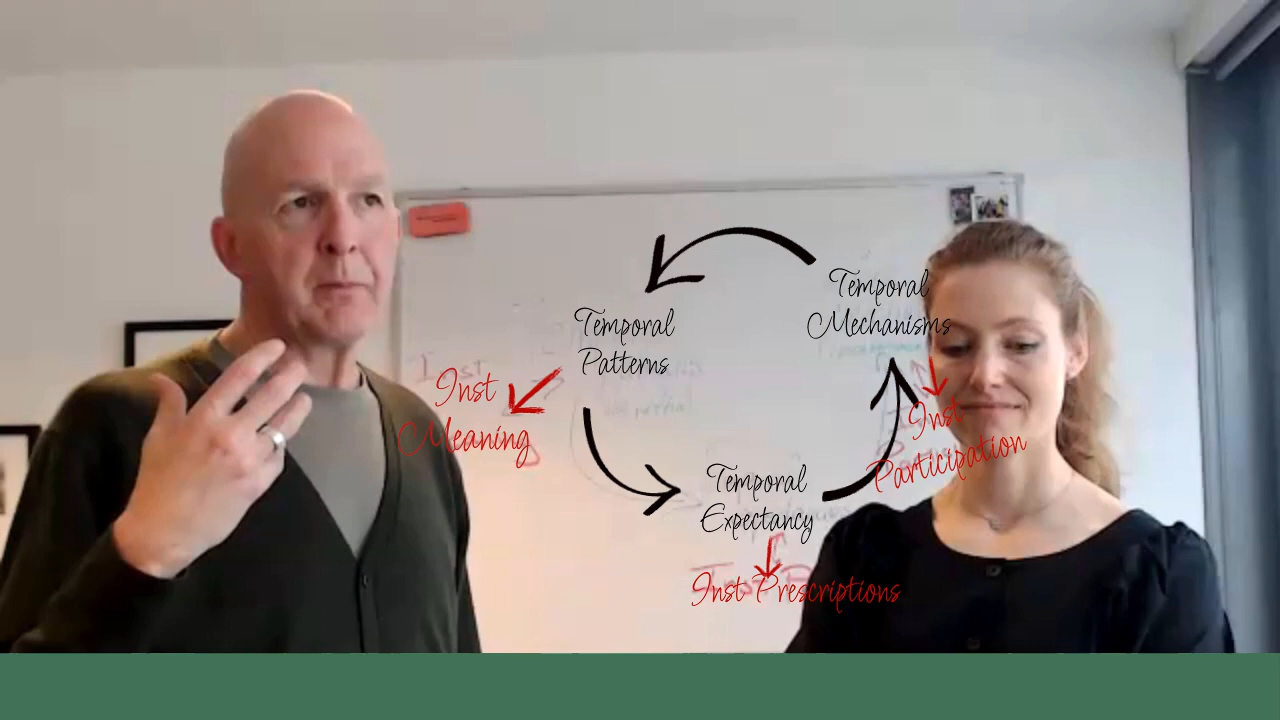 Temporal
Mechanisms
Temporal
Patterns
Inst
Meaning
Inst
Participation
Temporal
Expectancy
Inst Prescriptions